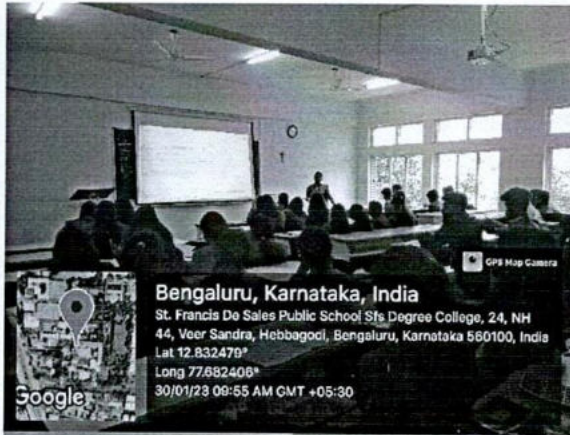 GPS Map Camera
Bengaluru, Karnataka, India
St. Francis De Sales Public School Sfs Degree College, 24, NH
44, Veer Sandra, Hebbagodi, Bengaluru, Karnataka 560100, India
Lat 12.832479°
Long 77.682406°
30/01/23 09:55 AM GMT +05:30
Google